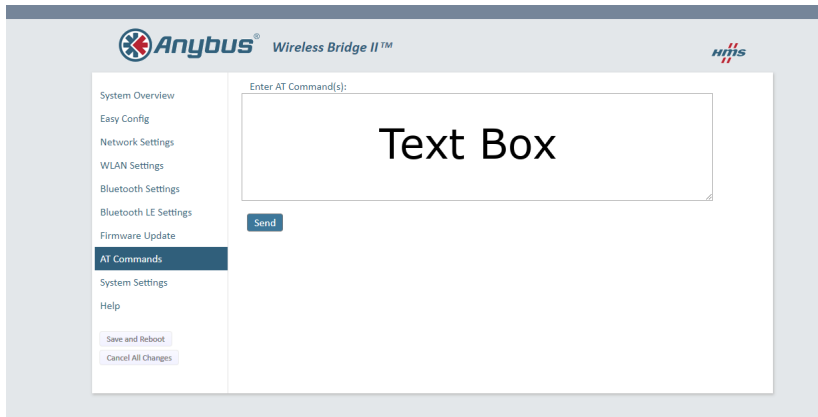 Anybus® Wireless Bridge II™
HMS
System Overview
Easy Config
Network Settings
WLAN Settings
Bluetooth Settings
Bluetooth LE Settings
Firmware Update
AT Commands
System Settings
Help
Save and Reboot
Cancel All Changes
Enter AT Command(s):
Text Box
Send